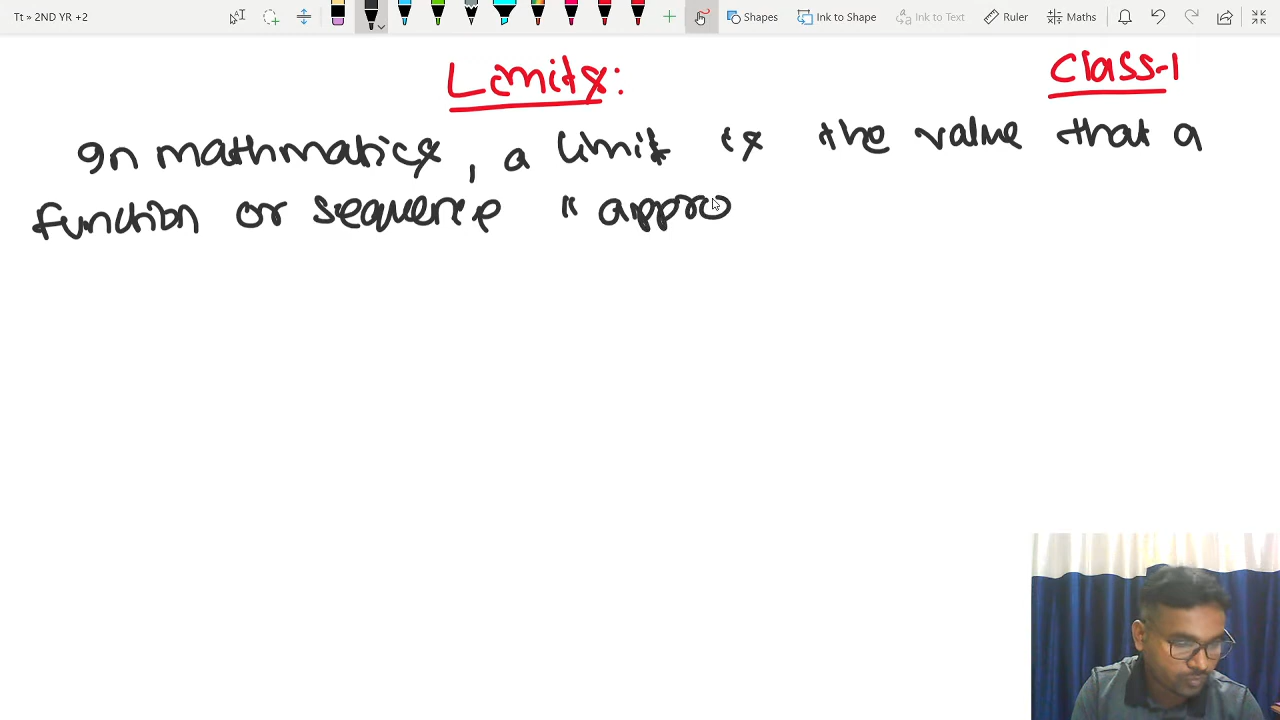 Tt » 2ND YR +2
Shapes
Ink to Shape
Ink to Text
Ruler
Maths
Limits:
Class-1
In mathmatics, a limit is the value that a
function or sequence " appro